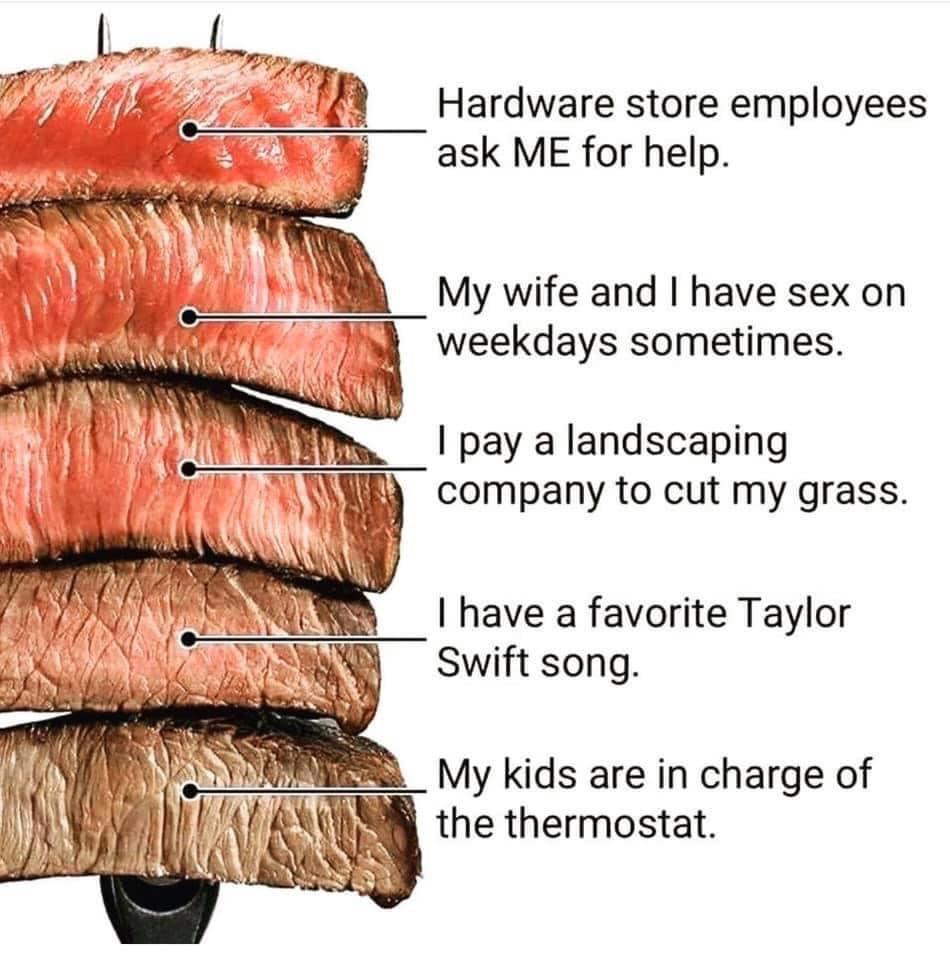 Hardware store employees
ask ME for help.
My wife and I have sex on
weekdays sometimes.
I pay a landscaping
company to cut my grass.
I have a favorite Taylor
Swift song.
My kids are in charge of
the thermostat.